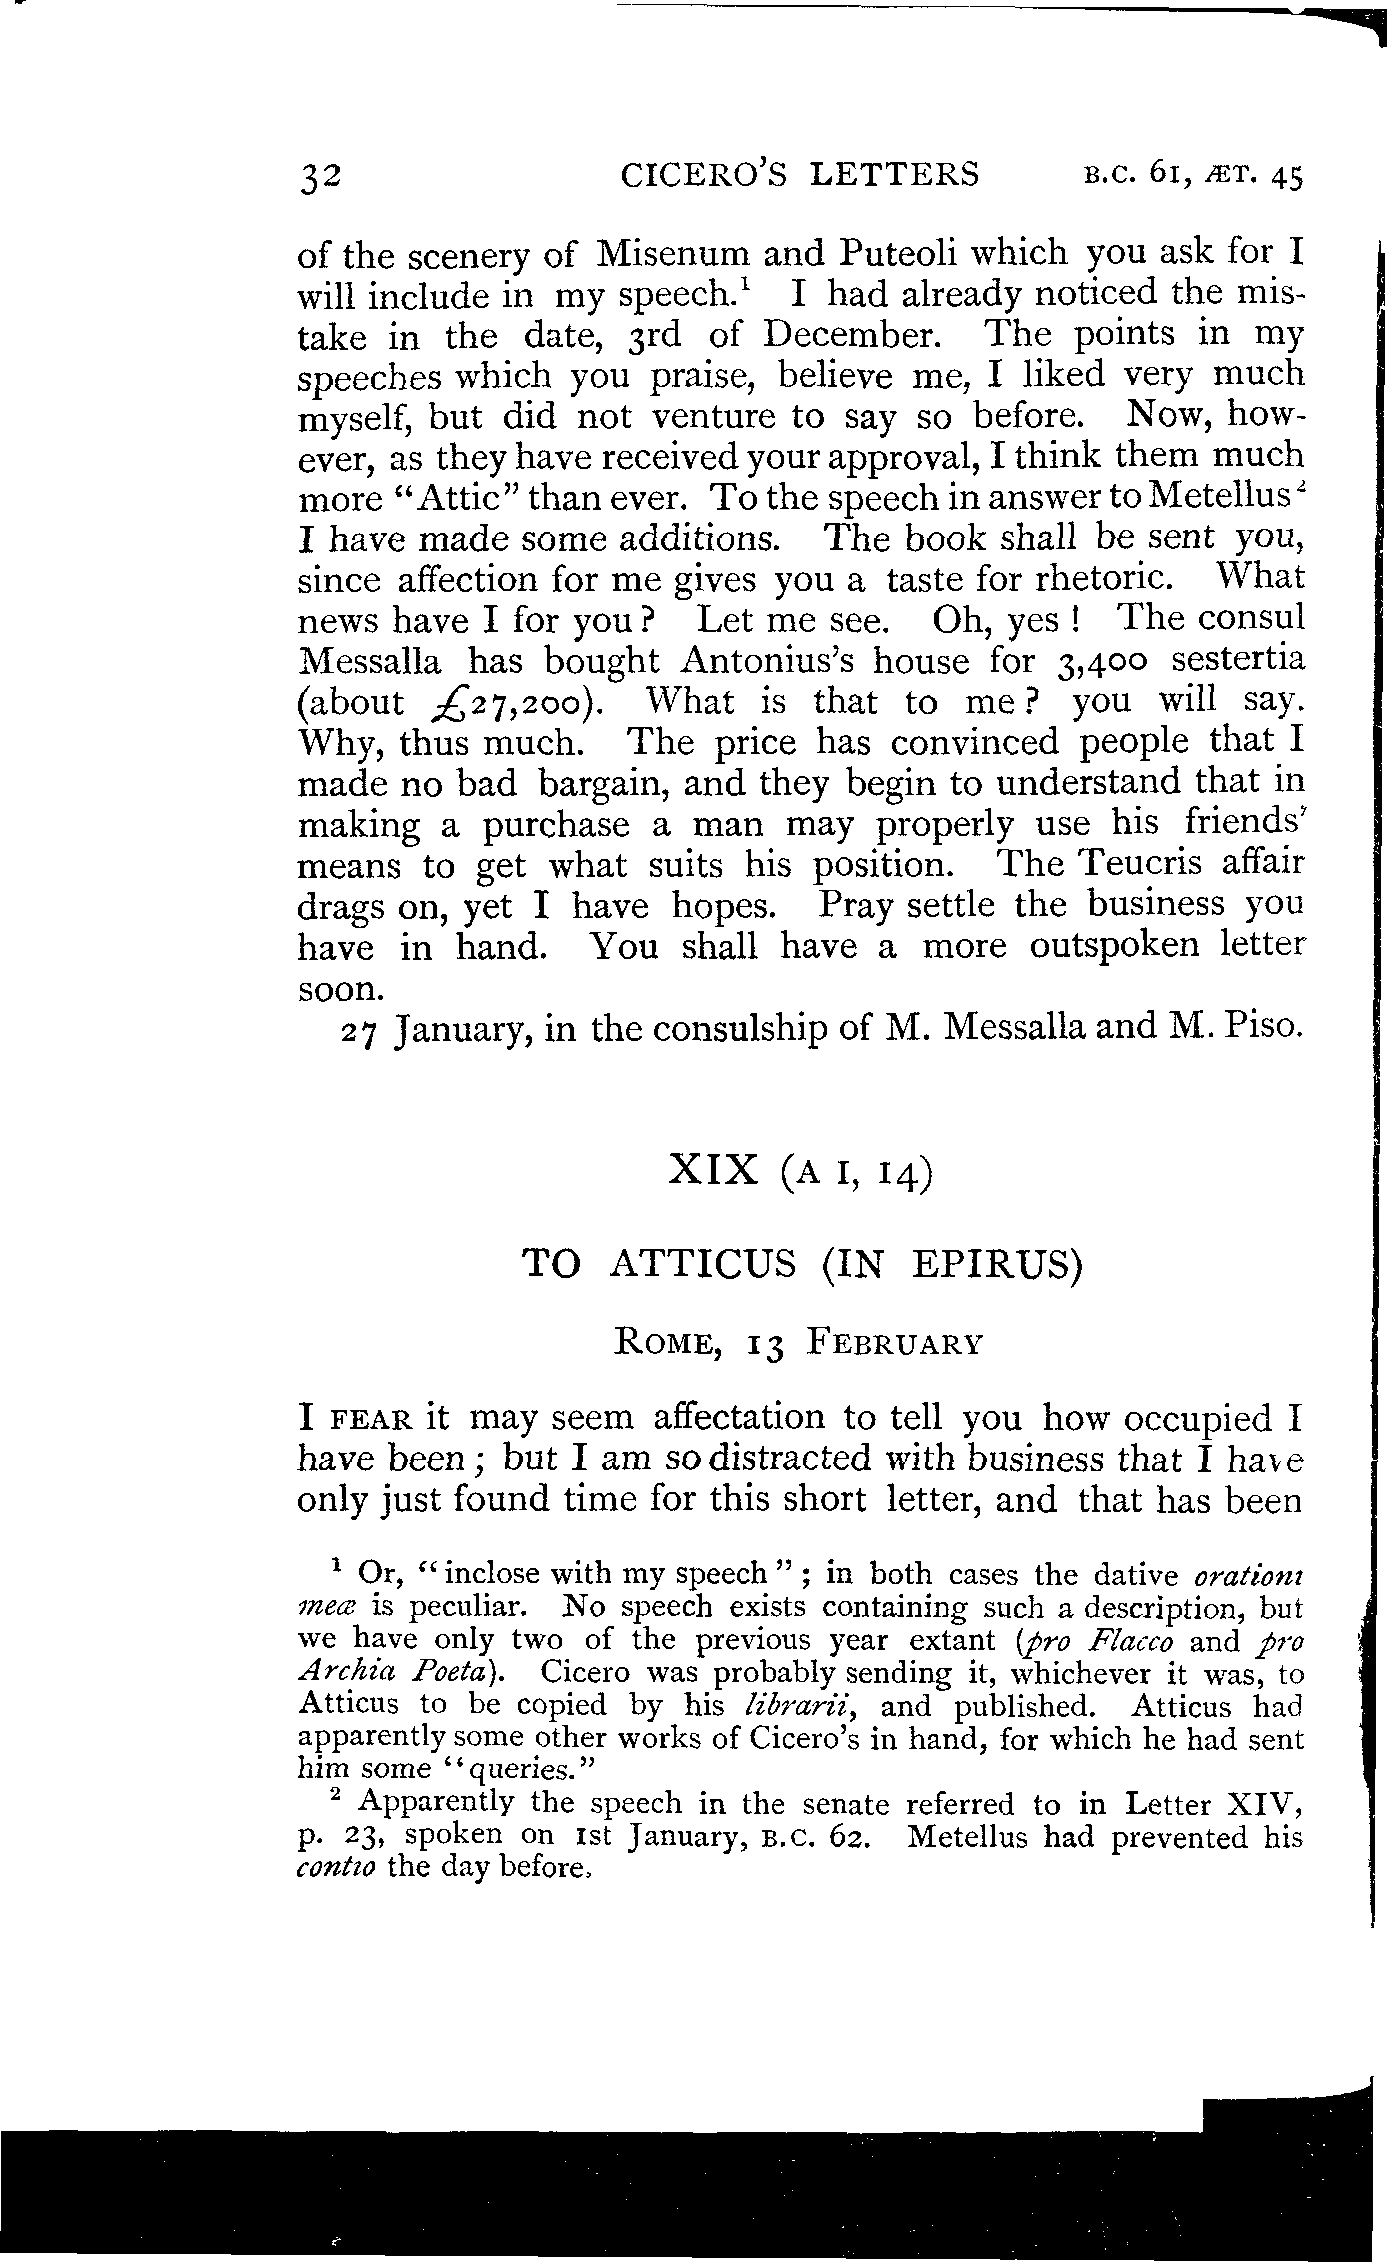 32 CICERO'S LETTERS B.C. 61, ÆT. 45
of the scenery of Misenum and Puteoli which you ask for I
will include in my speech.¹ I had already noticed the mis-
take in the date, 3rd of December. The points in my
speeches which you praise, believe me, I liked very much
myself, but did not venture to say so before. Now, how-
ever, as they have received your approval, I think them much
more "Attic" than ever. To the speech in answer to Metellus²
I have made some additions. The book shall be sent you,
since affection for me gives you a taste for rhetoric. What
news have I for you? Let me see. Oh, yes! The consul
Messalla has bought Antonius's house for 3,400 sestertia
(about £27,200). What is that to me? you will say.
Why, thus much. The price has convinced people that I
made no bad bargain, and they begin to understand that in
making a purchase a man may properly use his friends'
means to get what suits his position. The Teucris affair
drags on, yet I have hopes. Pray settle the business you
have in hand. You shall have a more outspoken letter
soon.
27 January, in the consulship of M. Messalla and M. Piso.
XIX (A I, 14)
TO ATTICUS (IN EPIRUS)
ROME, 13 FEBRUARY
I FEAR it may seem affectation to tell you how occupied I
have been; but I am so distracted with business that I have
only just found time for this short letter, and that has been
¹ Or, "inclose with my speech"; in both cases the dative orationi
meæ is peculiar. No speech exists containing such a description, but
we have only two of the previous year extant (pro Flacco and pro
Archia Poeta). Cicero was probably sending it, whichever it was, to
Atticus to be copied by his librarii, and published. Atticus had
apparently some other works of Cicero's in hand, for which he had sent
him some "queries."
² Apparently the speech in the senate referred to in Letter XIV,
p. 23, spoken on 1st January, B.C. 62. Metellus had prevented his
contio the day before.